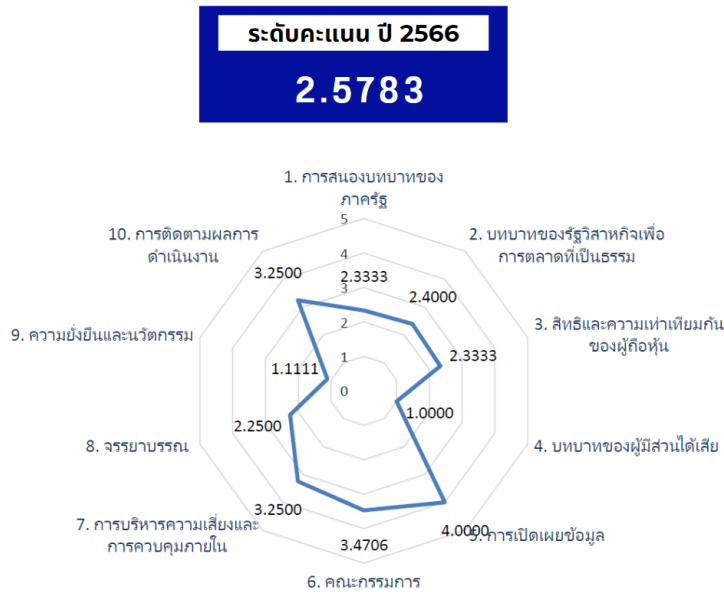 ระดับคะแนน ปี 2566
2.5783
1. การสนองบทบาทของ
ภาครัฐ
2. บทบาทของรัฐวิสาหกิจเพื่อ
การตลาดที่เป็นธรรม
3. สิทธิและความเท่าเทียมกัน
ของผู้ถือหุ้น
4. บทบาทของผู้มีส่วนได้เสีย
5. การเปิดเผยข้อมูล
6. คณะกรรมการ
7. การบริหารความเสี่ยงและ
การควบคุมภายใน
8. จรรยาบรรณ
9. ความยั่งยืนและนวัตกรรม
10. การติดตามผลการ
ดำเนินงาน
5
4
3
2
1
0
2.3333
2.4000
2.3333
1.0000
4.0000
3.4706
3.2500
2.2500
1.1111
3.2500